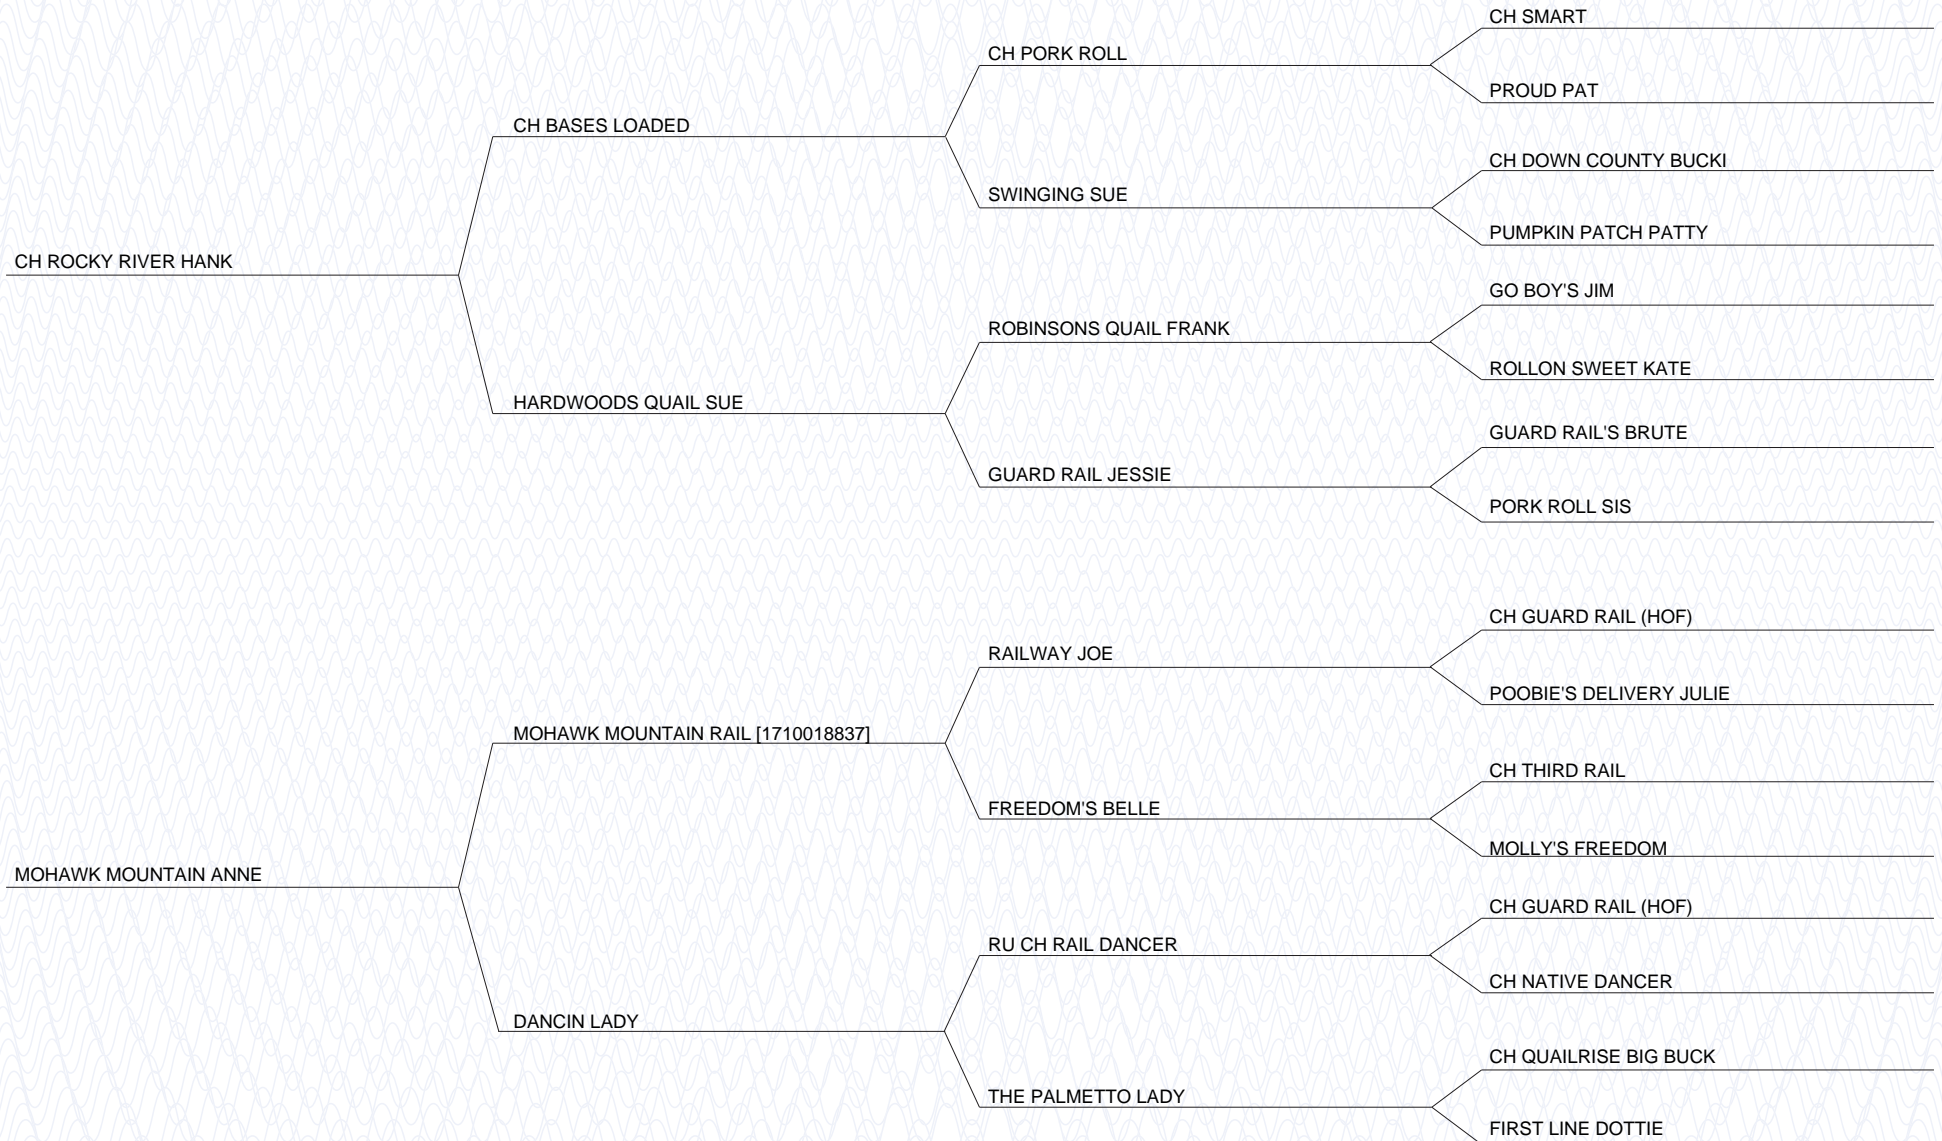 CH SMART
CH PORK ROLL
PROUD PAT
CH BASES LOADED
CH DOWN COUNTY BUCKI
SWINGING SUE
PUMPKIN PATCH PATTY
CH ROCKY RIVER HANK
GO BOY'S JIM
ROBINSONS QUAIL FRANK
ROLLON SWEET KATE
HARDWOODS QUAIL SUE
GUARD RAIL'S BRUTE
GUARD RAIL JESSIE
PORK ROLL SIS
CH GUARD RAIL (HOF)
RAILWAY JOE
POOBIE'S DELIVERY JULIE
MOHAWK MOUNTAIN RAIL [1710018837]
CH THIRD RAIL
FREEDOM'S BELLE
MOLLY'S FREEDOM
MOHAWK MOUNTAIN ANNE
CH GUARD RAIL (HOF)
RU CH RAIL DANCER
CH NATIVE DANCER
DANCIN LADY
CH QUAILRISE BIG BUCK
THE PALMETTO LADY
FIRST LINE DOTTIE